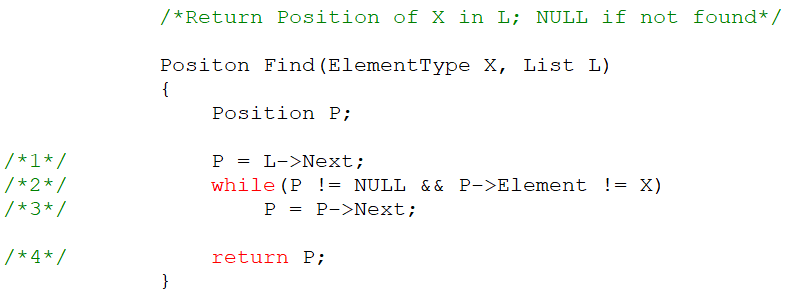 /*Return Position of X in L; NULL if not found*/
Positon Find(ElementType X, List L)
{
Position P;
/*1*/ P = L->Next;
/*2*/ while(P != NULL && P->Element != X)
/*3*/ P = P->Next;
/*4*/ return P;
}